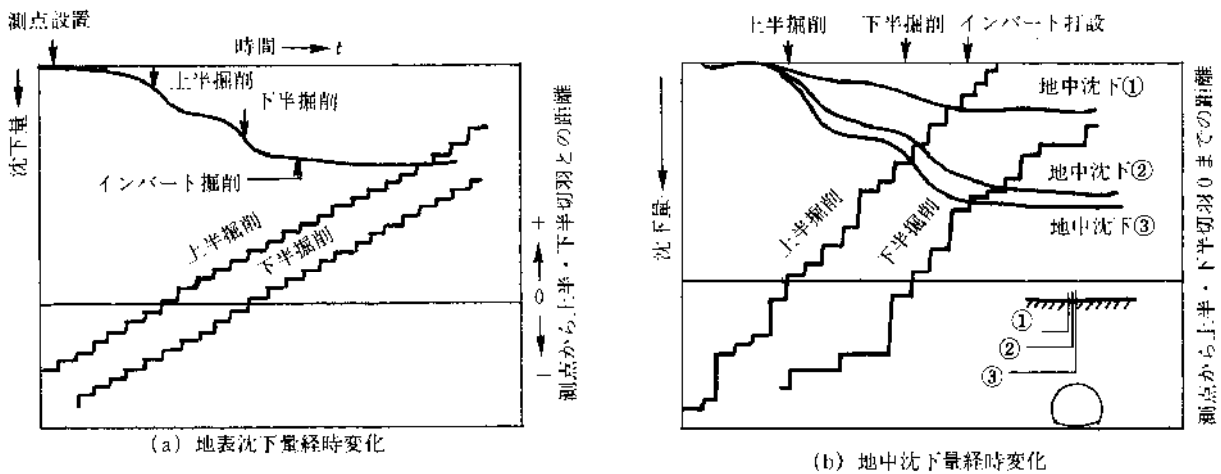 測点設置
時間 → t
上半掘削
下半掘削
沈下量
インバート掘削
上半掘削
下半掘削
+
0
−
測点から上半・下半切羽との距離
(a) 地表沈下量経時変化
上半掘削
下半掘削
インバート打設
地中沈下①
地中沈下②
地中沈下③
沈下量
上半掘削
下半掘削
①
②
③
測点から上半・下半切羽0までの距離
(b) 地中沈下量経時変化